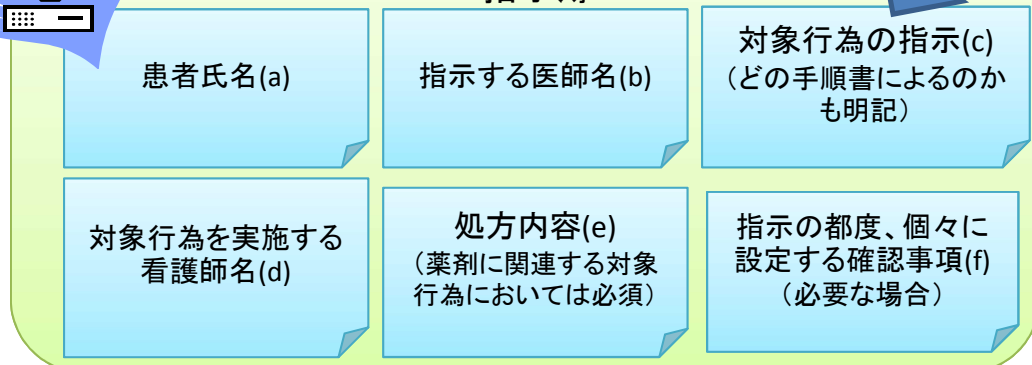 患者氏名(a)
指示する医師名(b)
対象行為の指示(c)
(どの手順書によるのか
も明記)
対象行為を実施する
看護師名(d)
処方内容(e)
(薬剤に関連する対象
行為においては必須)
指示の都度、個々に
設定する確認事項(f)
(必要な場合)